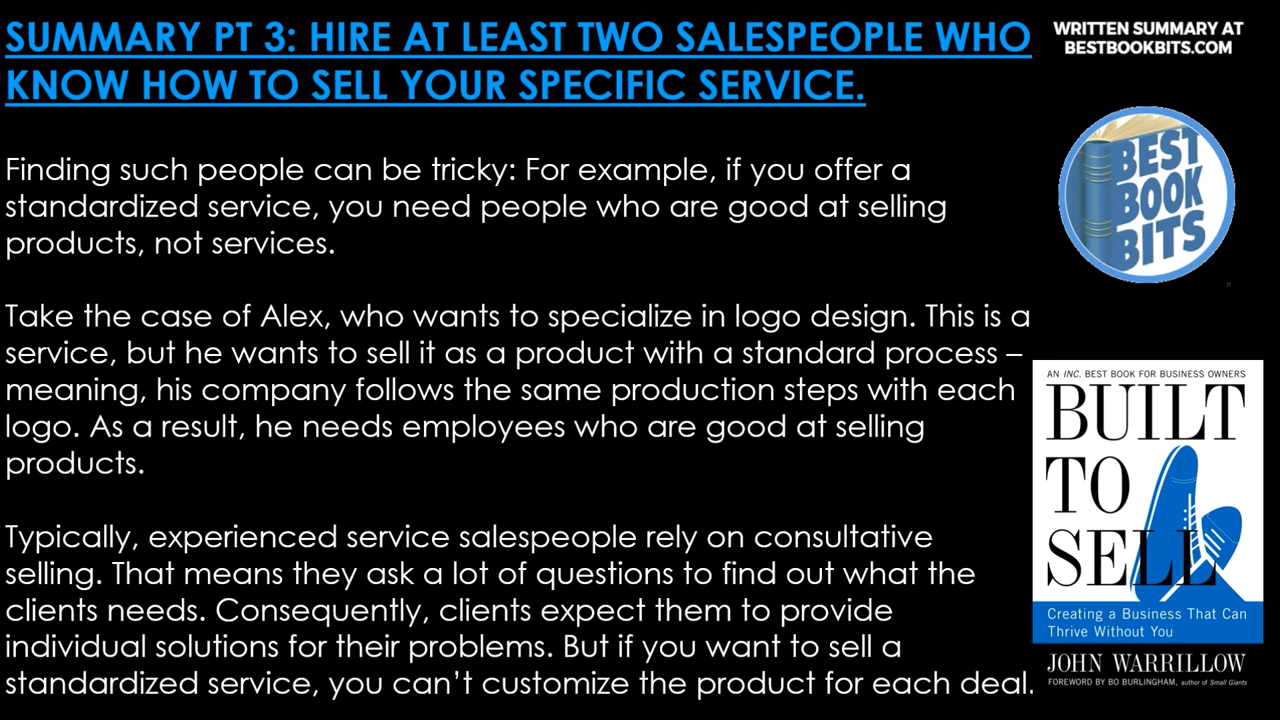 SUMMARY PT 3: HIRE AT LEAST TWO SALESPEOPLE WHO
KNOW HOW TO SELL YOUR SPECIFIC SERVICE.
Finding such people can be tricky: For example, if you offer a
standardized service, you need people who are good at selling
products, not services.
Take the case of Alex, who wants to specialize in logo design. This is a
service, but he wants to sell it as a product with a standard process –
meaning, his company follows the same production steps with each
logo. As a result, he needs employees who are good at selling
products.
Typically, experienced service salespeople rely on consultative
selling. That means they ask a lot of questions to find out what the
clients needs. Consequently, clients expect them to provide
individual solutions for their problems. But if you want to sell a
standardized service, you can't customize the product for each deal.
WRITTEN SUMMARY AT
BESTBOOKBITS.COM
BEST
BOOK
BITS
AN INC. BEST BOOK FOR BUSINESS OWNERS
BUILT
TO
SELL
Creating a Business That Can
Thrive Without You
JOHN WARRILLOW
FOREWORD BY BO BURLINGHAM, author of Small Giants